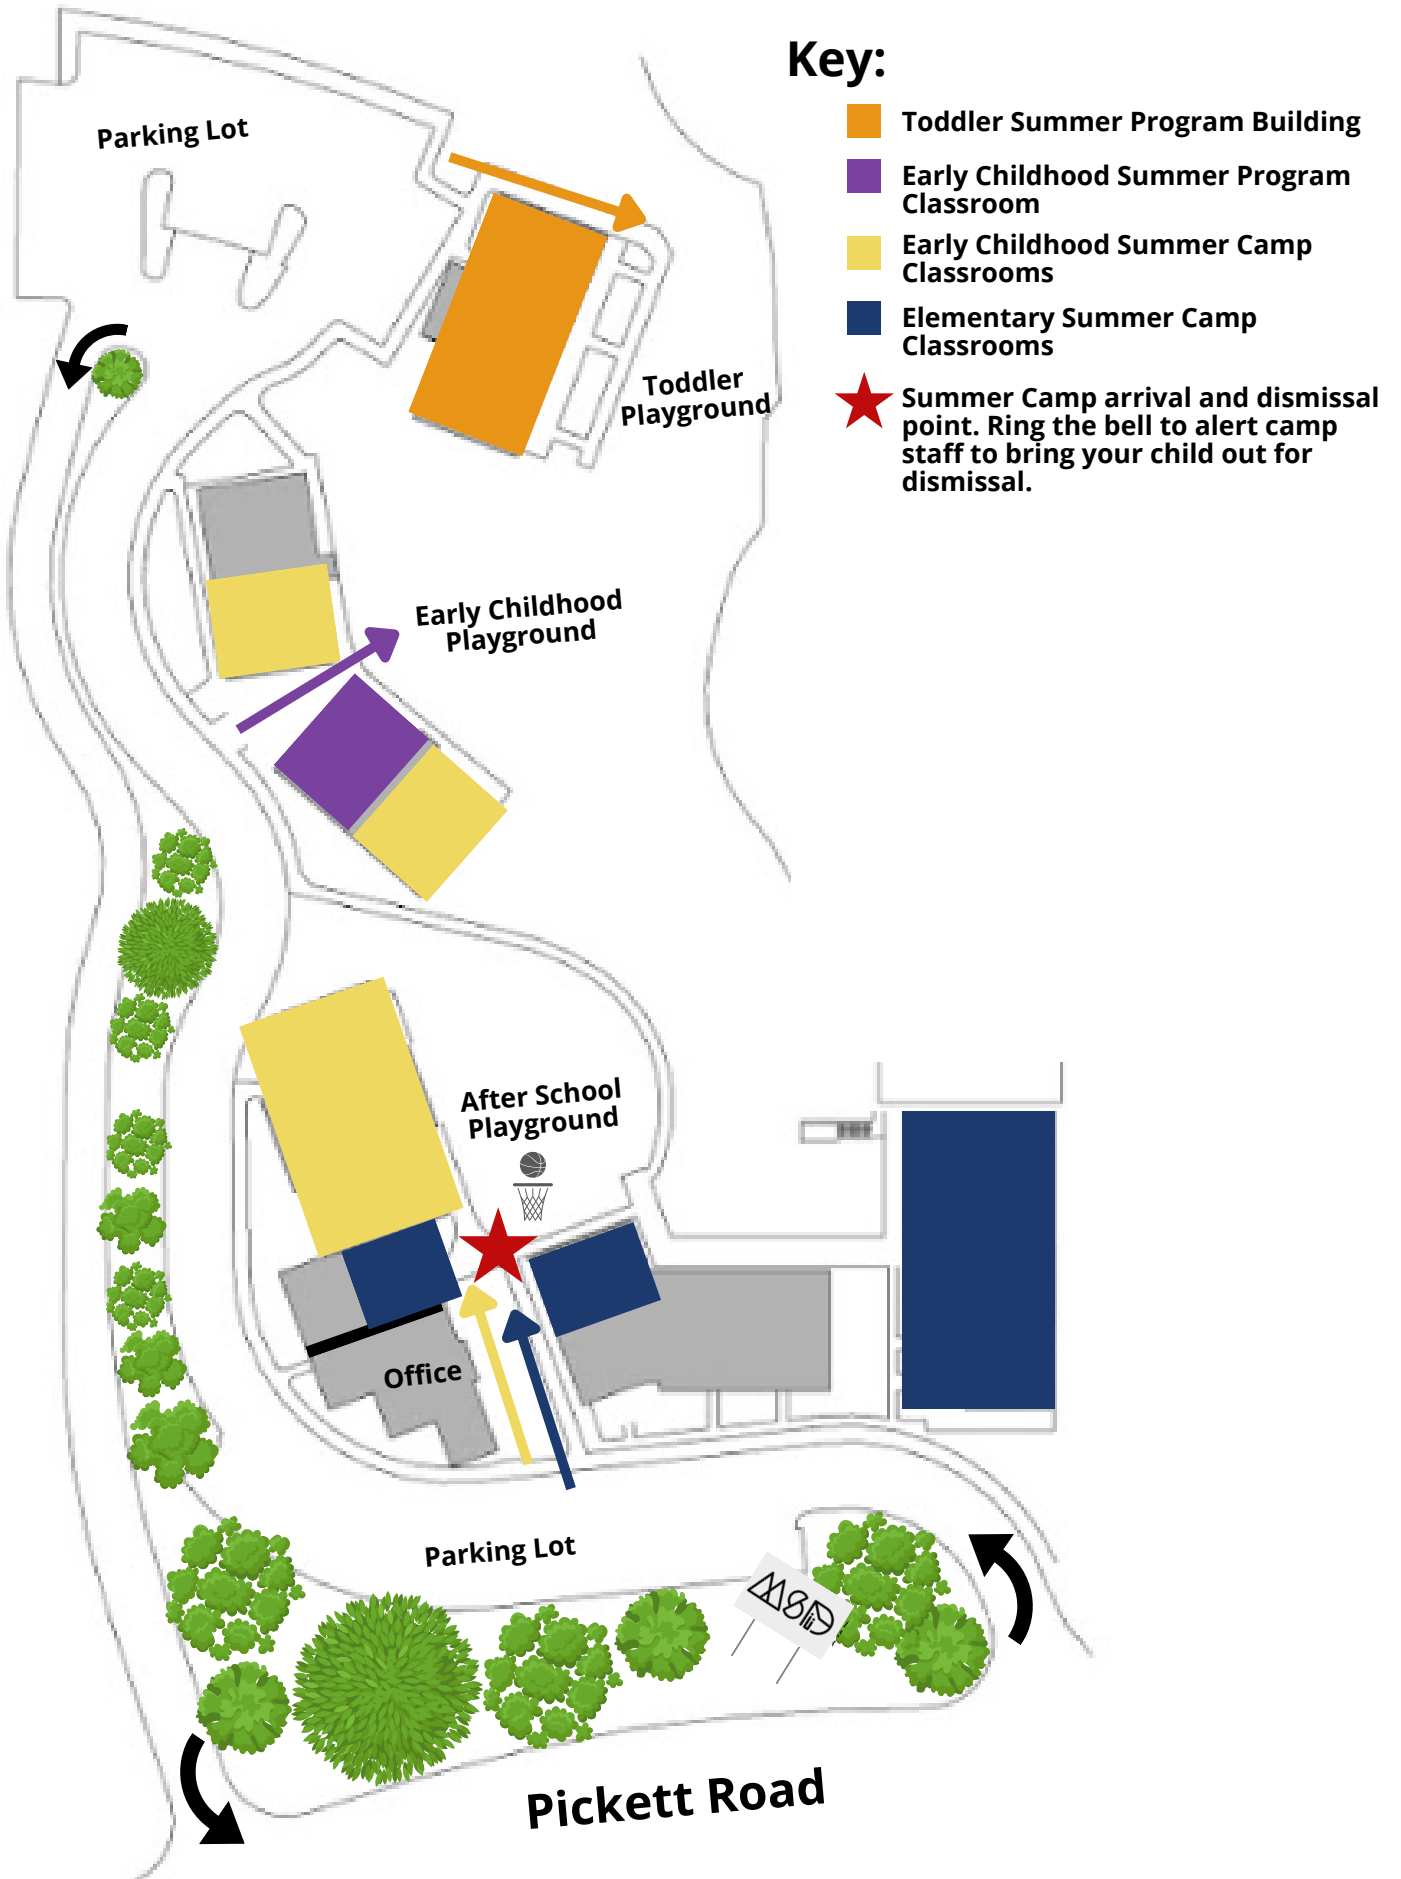 Key:
Toddler Summer Program Building
Early Childhood Summer Program
Classroom
Early Childhood Summer Camp
Classrooms
Elementary Summer Camp
Classrooms
Summer Camp arrival and dismissal
point. Ring the bell to alert camp
staff to bring your child out for
dismissal.
Parking Lot
Toddler
Playground
Early Childhood
Playground
After School
Playground
Office
Parking Lot
MSD
Pickett Road